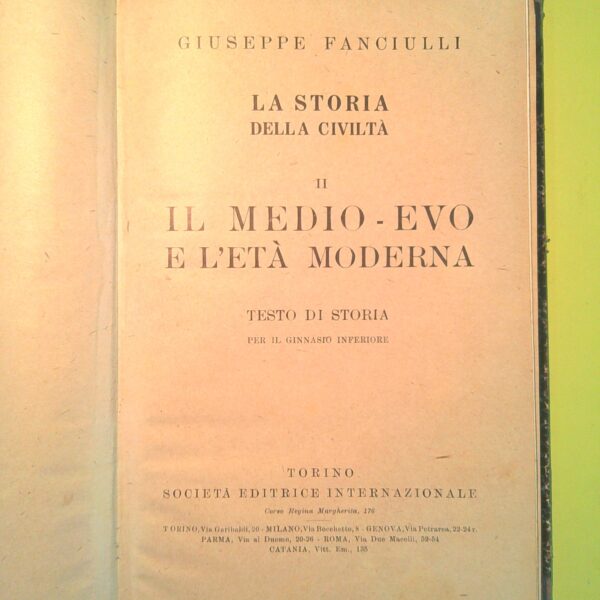 GIUSEPPE FANCIULLI
LA STORIA
DELLA CIVILTÀ
II
IL MEDIO-EVO
E L'ETÀ MODERNA
TESTO DI STORIA
PER IL GINNASIO INFERIORE
TORINO
SOCIETÀ EDITRICE INTERNAZIONALE
Corso Regina Margherita, 176
TORINO, Via Garibaldi, 20 - MILANO, Via Bocchetto, 8 - GENOVA, Via Petrarca, 22-24 r.
PARMA, Via al Duomo, 20-26 - ROMA, Via Due Macelli, 52-54
CATANIA, Vitt. Em., 135